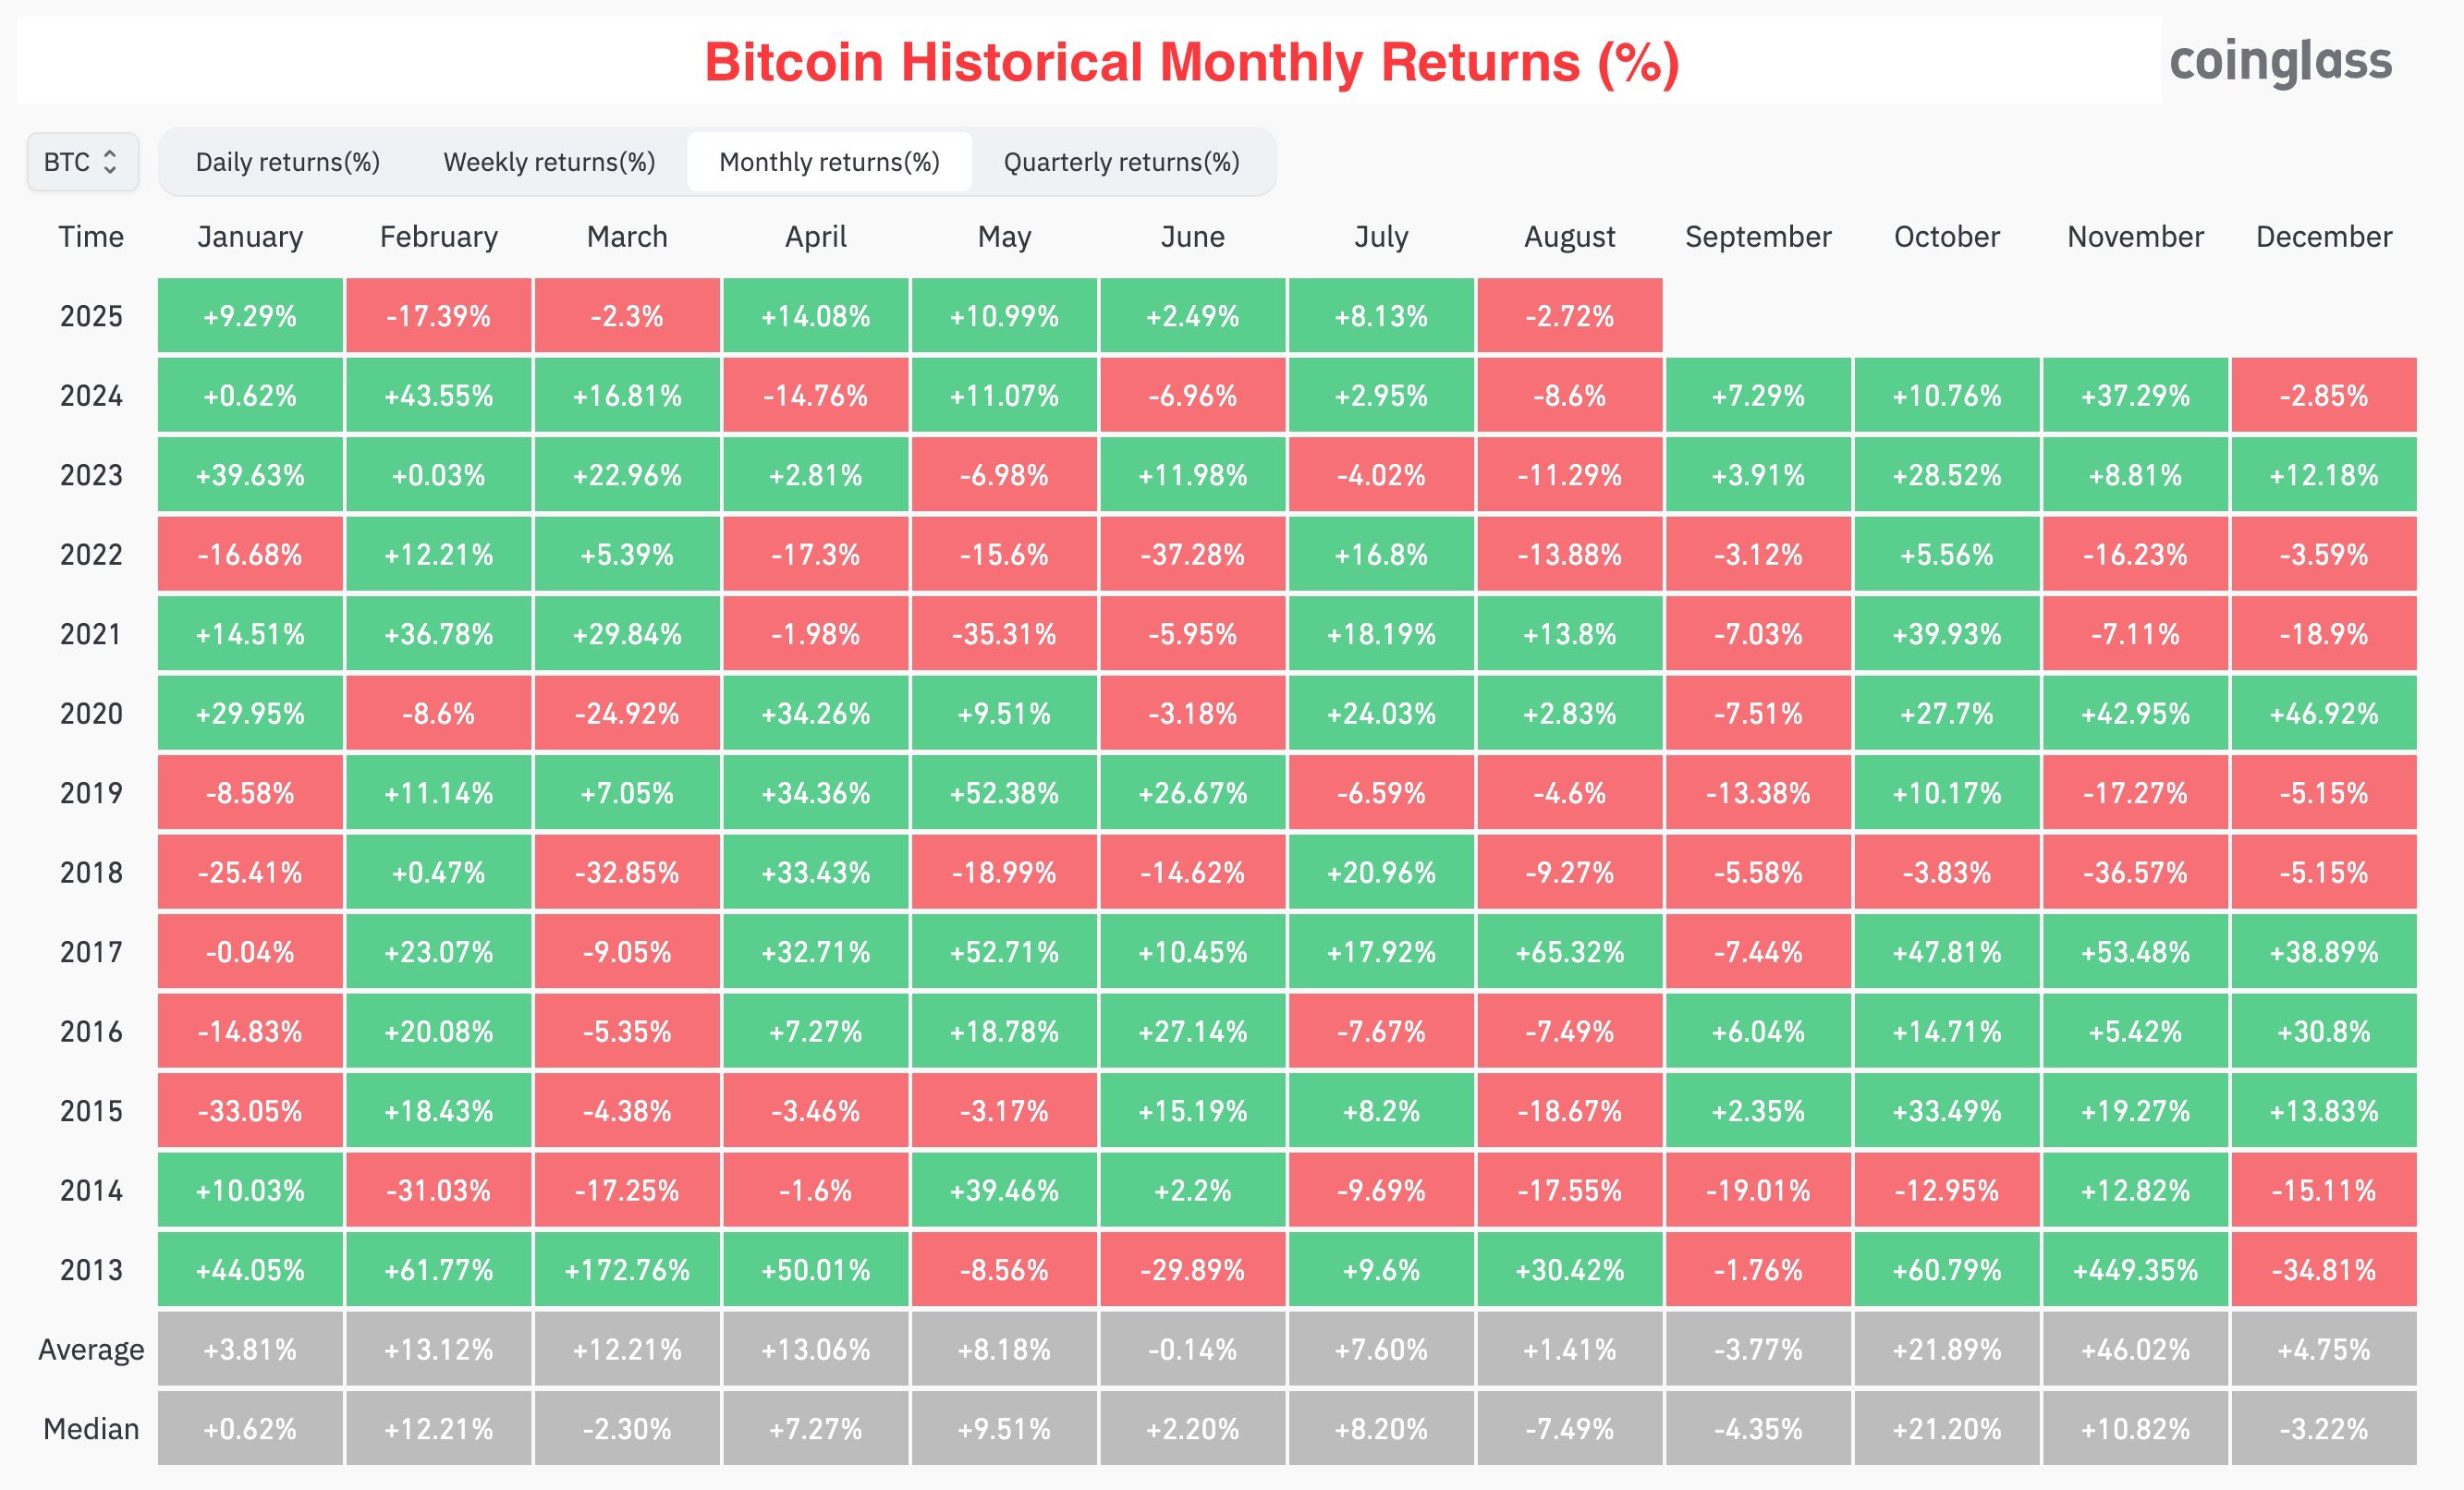 Bitcoin Historical Monthly Returns (%)
coinglass
BTC Daily returns(%) Weekly returns(%) Monthly returns(%) Quarterly returns(%)
Time January February March April May June July August September October November December
2025 +9.29% -17.39% -2.3% +14.08% +10.99% +2.49% +8.13% -2.72%
2024 +0.62% +43.55% +16.81% -14.76% +11.07% -6.96% +2.95% -8.6% +7.29% +10.76% +37.29% -2.85%
2023 +39.63% +0.03% +22.96% +2.81% -6.98% +11.98% -4.02% -11.29% +3.91% +28.52% +8.81% +12.18%
2022 -16.68% +12.21% +5.39% -17.3% -15.6% -37.28% +16.8% -13.88% -3.12% +5.56% -16.23% -3.59%
2021 +14.51% +36.78% +29.84% -1.98% -35.31% -5.95% +18.19% +13.8% -7.03% +39.93% -7.11% -18.9%
2020 +29.95% -8.6% -24.92% +34.26% +9.51% -3.18% +24.03% +2.83% -7.51% +27.7% +42.95% +46.92%
2019 -8.58% +11.14% +7.05% +34.36% +52.38% +26.67% -6.59% -4.6% -13.38% +10.17% -17.27% -5.15%
2018 -25.41% +0.47% -32.85% +33.43% -18.99% -14.62% +20.96% -9.27% -5.58% -3.83% -36.57% -5.15%
2017 -0.04% +23.07% -9.05% +32.71% +52.71% +10.45% +17.92% +65.32% -7.44% +47.81% +53.48% +38.89%
2016 -14.83% +20.08% -5.35% +7.27% +18.78% +27.14% -7.67% -7.49% +6.04% +14.71% +5.42% +30.8%
2015 -33.05% +18.43% -4.38% -3.46% -3.17% +15.19% +8.2% -18.67% +2.35% +33.49% +19.27% +13.83%
2014 +10.03% -31.03% -17.25% -1.6% +39.46% +2.2% -9.69% -17.55% -19.01% -12.95% +12.82% -15.11%
2013 +44.05% +61.77% +172.76% +50.01% -8.56% -29.89% +9.6% +30.42% -1.76% +60.79% +449.35% -34.81%
Average +3.81% +13.12% +12.21% +13.06% +8.18% -0.14% +7.60% +1.41% -3.77% +21.89% +46.02% +4.75%
Median +0.62% +12.21% -2.30% +7.27% +9.51% +2.20% +8.20% -7.49% -4.35% +21.20% +10.82% -3.22%